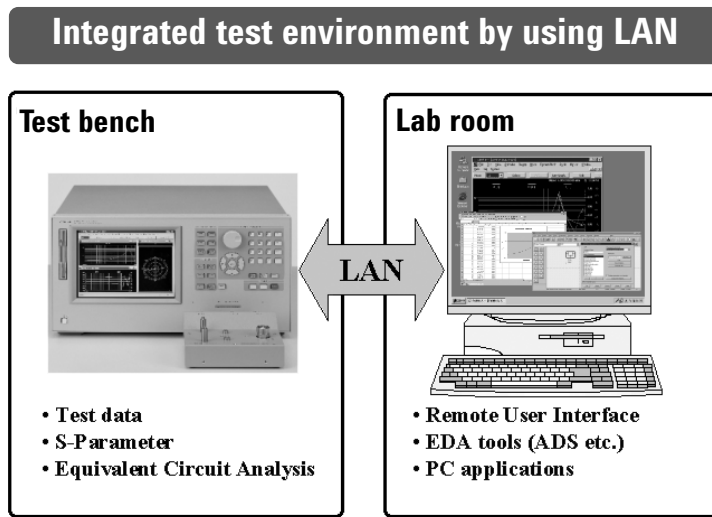 Integrated test environment by using LAN
Test bench
Lab room
LAN
• Test data
• S-Parameter
• Equivalent Circuit Analysis
• Remote User Interface
• EDA tools (ADS etc.)
• PC applications